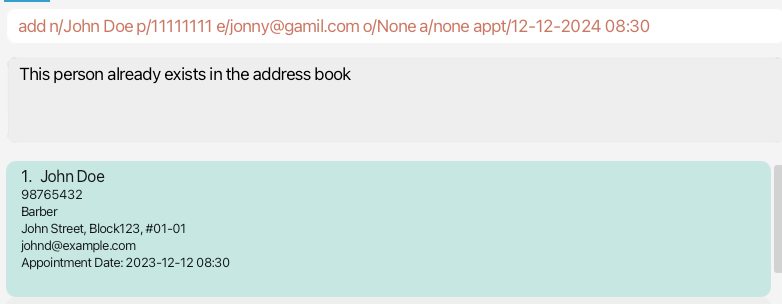 add n/John Doe p/11111111 e/jonny@gamil.com o/None a/none appt/12-12-2024 08:30
This person already exists in the address book
1. John Doe
98765432
Barber
John Street, Block123, #01-01
johnd@example.com
Appointment Date: 2023-12-12 08:30